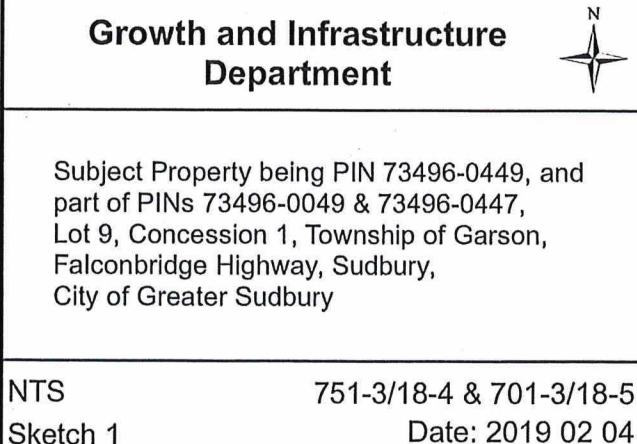 N
Growth and Infrastructure
Department
Subject Property being PIN 73496-0449, and
part of PINs 73496-0049 & 73496-0447,
Lot 9, Concession 1, Township of Garson,
Falconbridge Highway, Sudbury,
City of Greater Sudbury
NTS 751-3/18-4 & 701-3/18-5
Sketch 1 Date: 2019 02 04